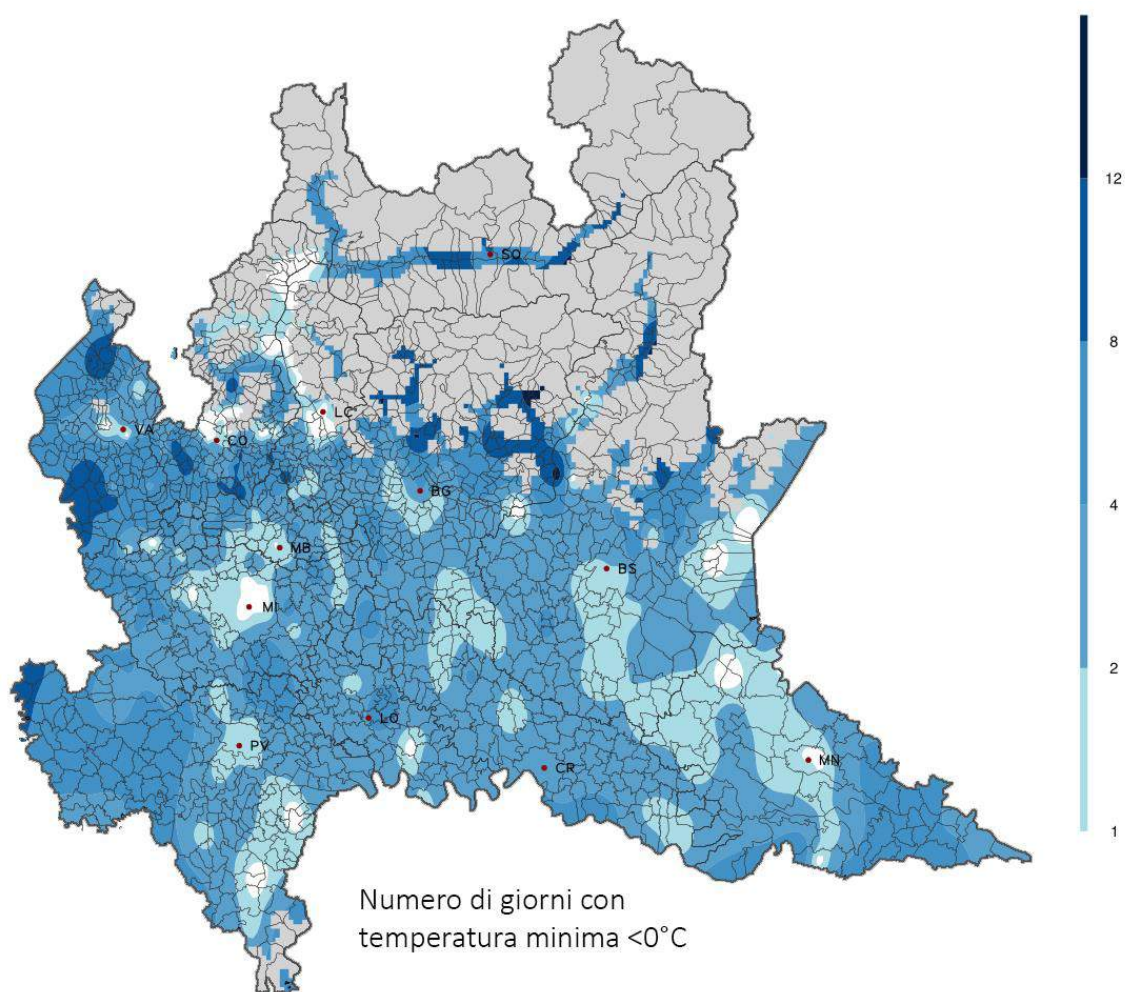 12
SO
8
LC
VA
CO
BG
4
MB
BS
MI
2
LO
PV
MN
CR
1
Numero di giorni con
temperatura minima <0°C